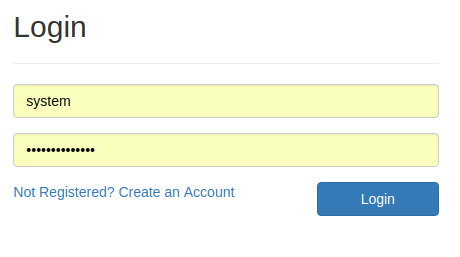 Login
system
••••••••••••••
Not Registered? Create an Account
Login